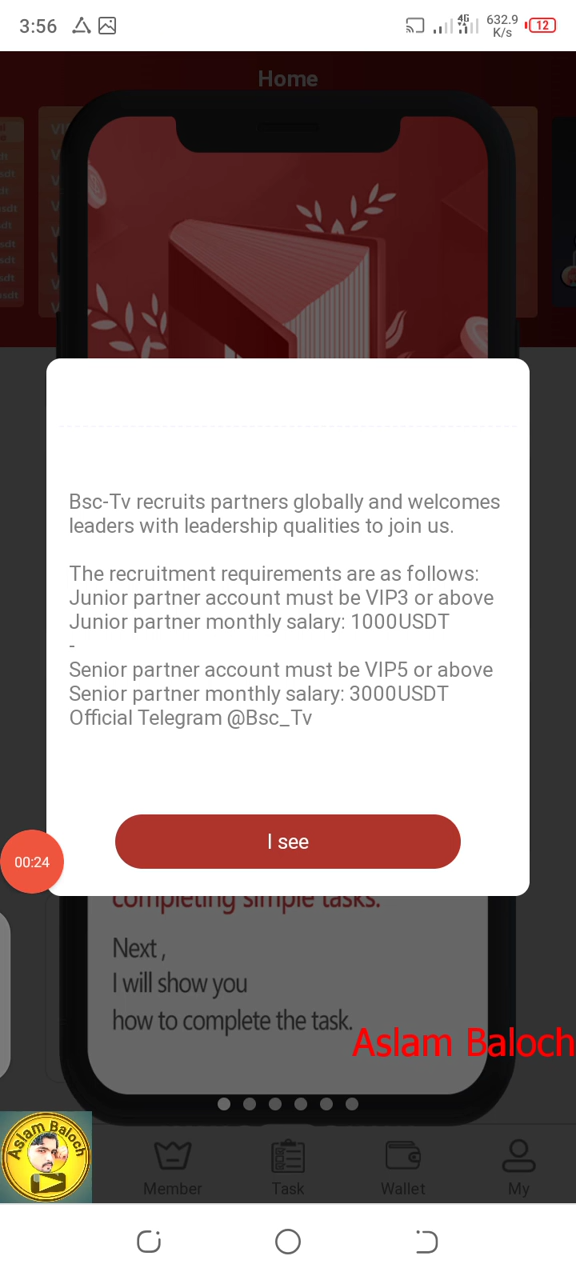 3:56
4G
632.9
K/s
12
Home
Bsc-Tv recruits partners globally and welcomes
leaders with leadership qualities to join us.
The recruitment requirements are as follows:
Junior partner account must be VIP3 or above
Junior partner monthly salary: 1000USDT
-
Senior partner account must be VIP5 or above
Senior partner monthly salary: 3000USDT
Official Telegram @Bsc_Tv
I see
00:24
completing simple tasks.
Next ,
I will show you
how to complete the task.
Aslam Baloch
Aslam Baloch
Member
Task
Wallet
My